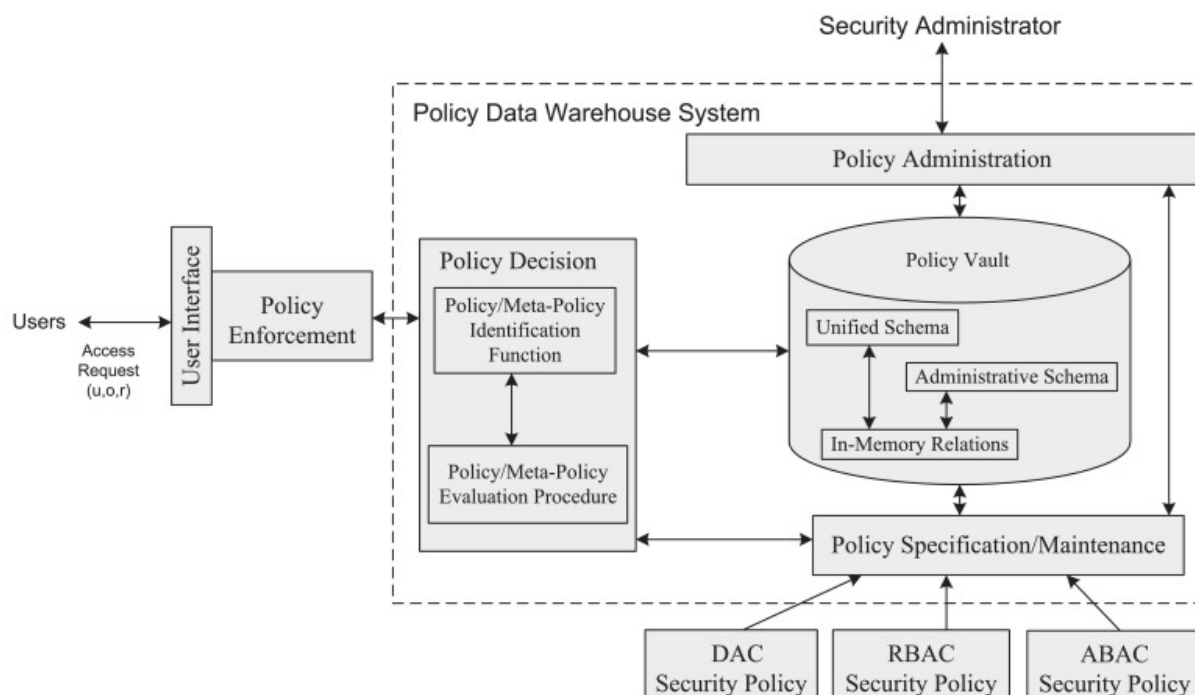 Security Administrator
Policy Data Warehouse System
Policy Administration
Policy Decision
Policy Vault
User Interface
Policy
Enforcement
Policy/Meta-Policy
Identification
Function
Unified Schema
Users
Access
Request
(u,o,r)
Administrative Schema
In-Memory Relations
Policy/Meta-Policy
Evaluation Procedure
Policy Specification/Maintenance
DAC
Security Policy
RBAC
Security Policy
ABAC
Security Policy